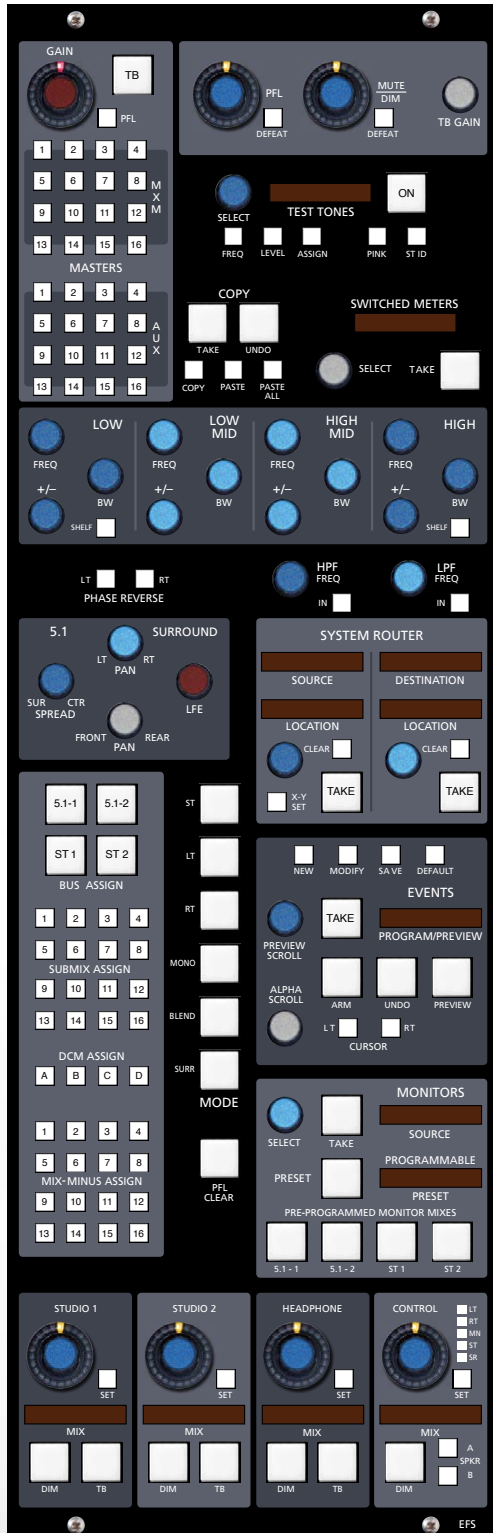 GAIN
TB
PFL
1 2 3 4
5 6 7 8
9 10 11 12
13 14 15 16
MXM
MASTERS
1 2 3 4
5 6 7 8
9 10 11 12
13 14 15 16
AUX
PFL
DEFEAT
MUTE
DIM
DEFEAT
TB GAIN
SELECT
TEST TONES
ON
FREQ LEVEL ASSIGN PINK ST ID
COPY
TAKE UNDO
COPY PASTE PASTE
ALL
SWITCHED METERS
SELECT TAKE
LOW
FREQ
+/−
BW
SHELF
LOW
MID
FREQ
+/−
BW
HIGH
MID
FREQ
+/−
BW
HIGH
FREQ
+/−
BW
SHELF
LT RT
PHASE REVERSE
HPF
FREQ
IN
LPF
FREQ
IN
5.1 SURROUND
LT RT
PAN
SUR CTR
SPREAD
LFE
FRONT REAR
PAN
SYSTEM ROUTER
SOURCE DESTINATION
LOCATION LOCATION
CLEAR CLEAR
X-Y
SET
TAKE TAKE
5.1-1 5.1-2
ST 1 ST 2
BUS ASSIGN
1 2 3 4
5 6 7 8
SUBMIX ASSIGN
9 10 11 12
13 14 15 16
DCM ASSIGN
A B C D
1 2 3 4
5 6 7 8
MIX-MINUS ASSIGN
9 10 11 12
13 14 15 16
ST
LT
RT
MONO
BLEND
SURR
MODE
PFL
CLEAR
NEW MODIFY SA VE DEFAULT
EVENTS
TAKE
PREVIEW
SCROLL
PROGRAM/PREVIEW
ALPHA
SCROLL
ARM UNDO PREVIEW
L T RT
CURSOR
MONITORS
SELECT TAKE
SOURCE
PRESET
PROGRAMMABLE
PRESET
PRE-PROGRAMMED MONITOR MIXES
5.1 - 1 5.1 - 2 ST 1 ST 2
STUDIO 1
SET
MIX
DIM TB
STUDIO 2
SET
MIX
DIM TB
HEADPHONE
SET
MIX
DIM TB
CONTROL
LT
RT
MN
ST
SR
SET
MIX
DIM
A
SPKR
B
EFS